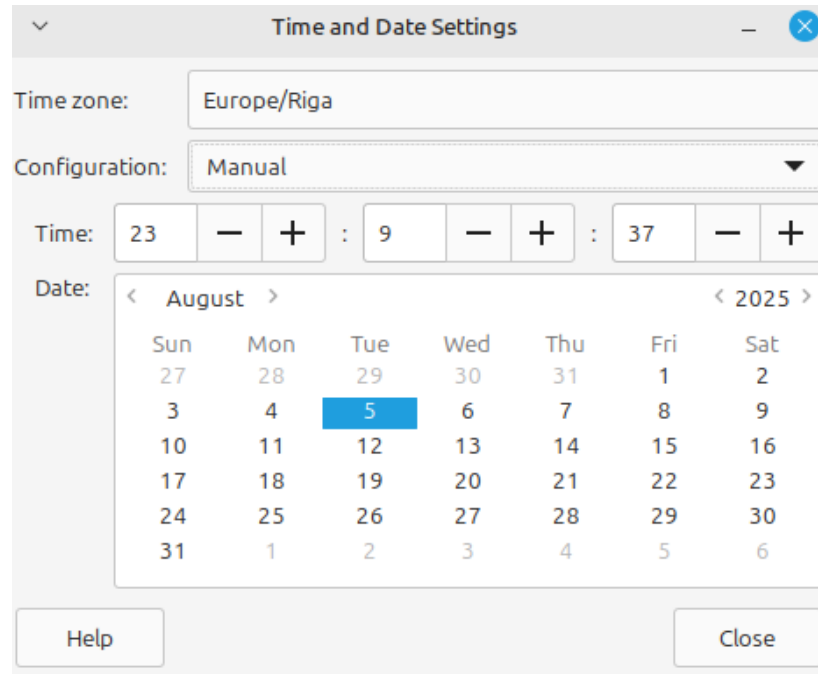 Time and Date Settings
Time zone: Europe/Riga
Configuration: Manual
Time: 23 − + : 9 − + : 37 − +
Date: < August > < 2025 >
Sun Mon Tue Wed Thu Fri Sat
27 28 29 30 31 1 2
3 4 5 6 7 8 9
10 11 12 13 14 15 16
17 18 19 20 21 22 23
24 25 26 27 28 29 30
31 1 2 3 4 5 6
Help Close